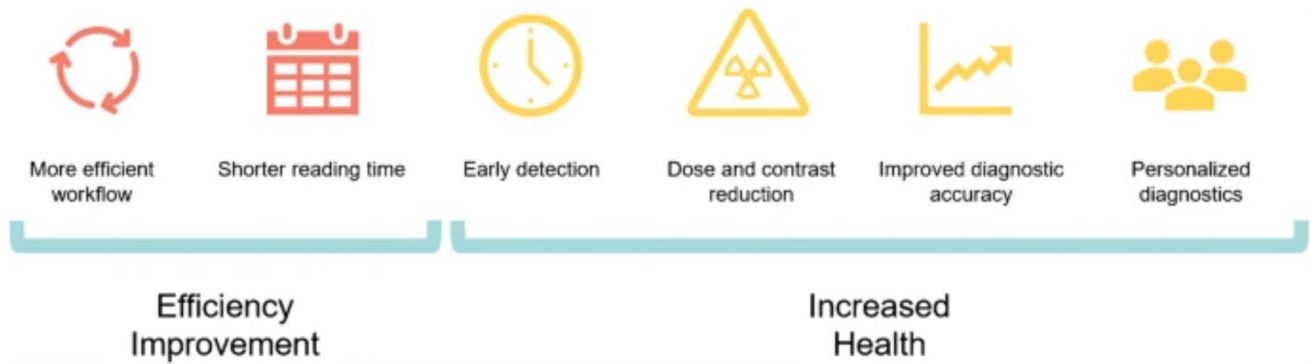 More efficient
workflow
Shorter reading time
Early detection
Dose and contrast
reduction
Improved diagnostic
accuracy
Personalized
diagnostics
Efficiency
Improvement
Increased
Health